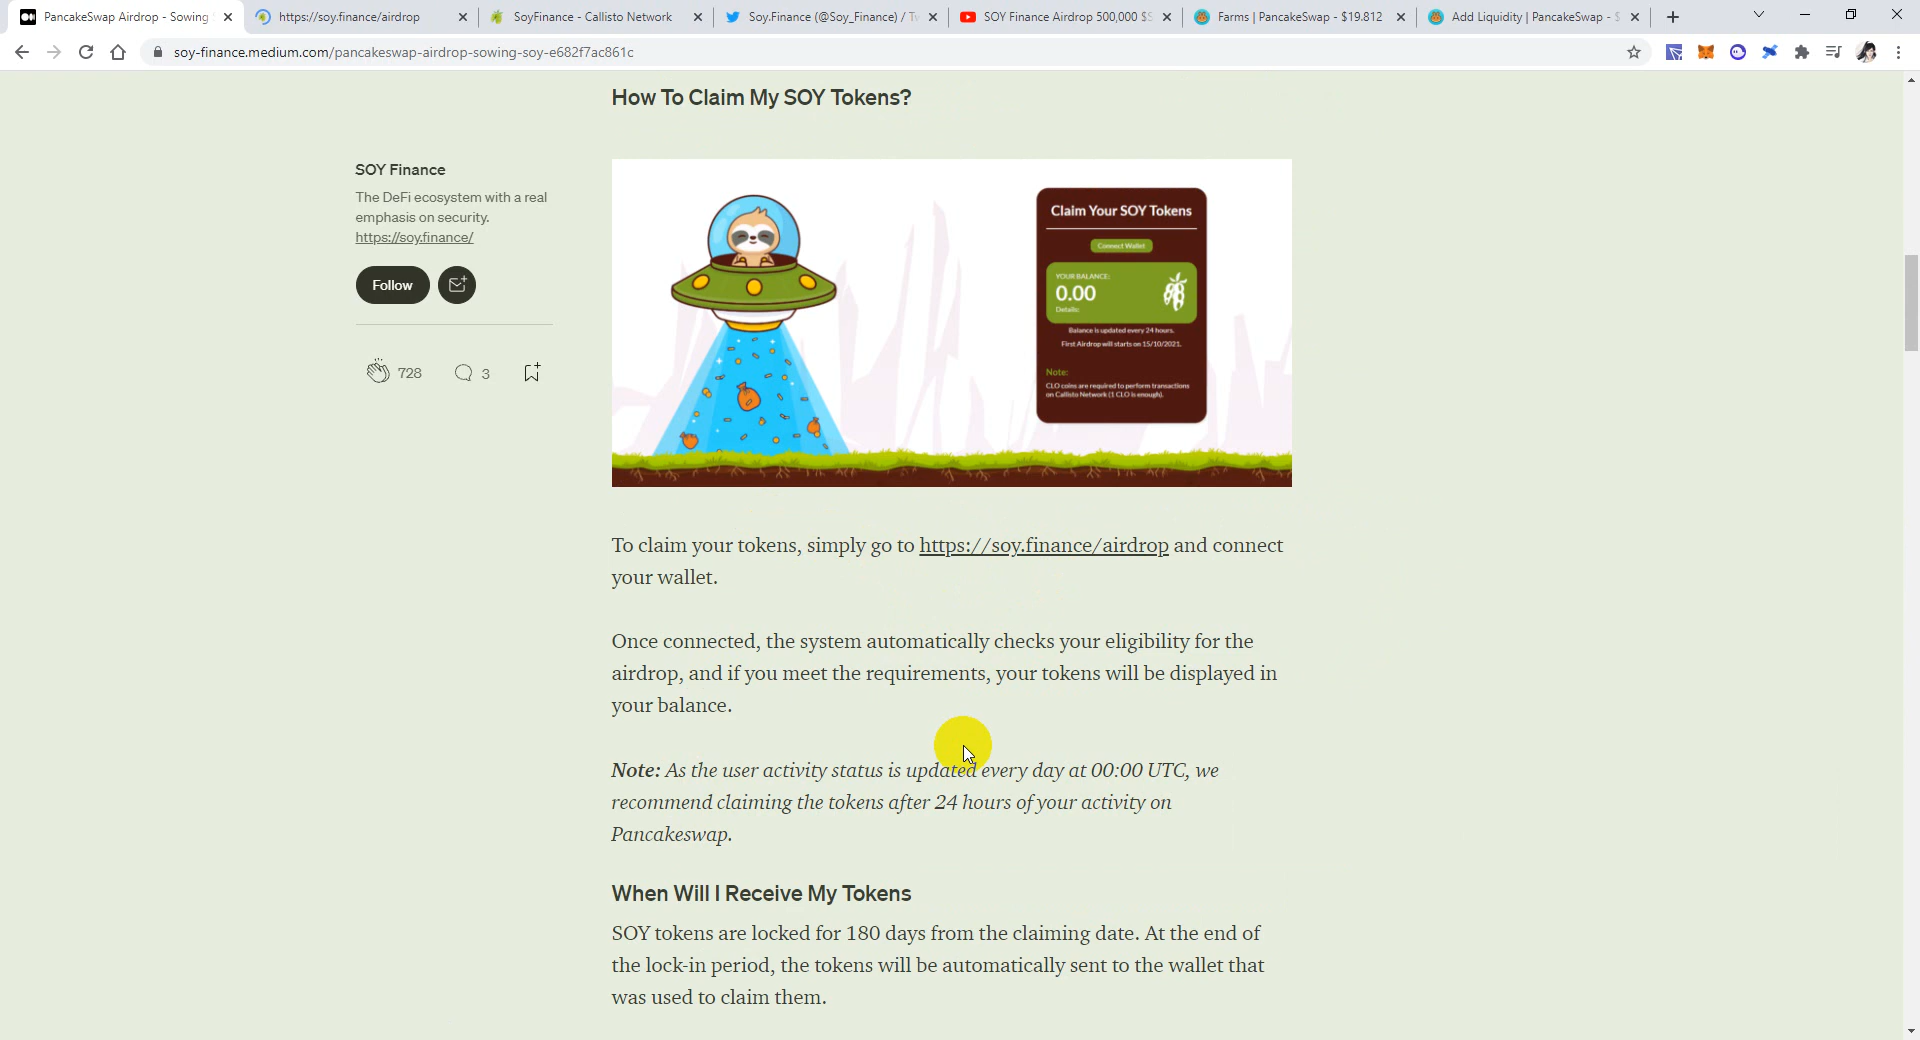 PancakeSwap Airdrop - Sowing
https://soy.finance/airdrop
SoyFinance - Callisto Network
Soy.Finance (@Soy_Finance) / Tw
SOY Finance Airdrop 500,000 $S
Farms | PancakeSwap - $19.812
Add Liquidity | PancakeSwap - $
soy-finance.medium.com/pancakeswap-airdrop-sowing-soy-e682f7ac861c
How To Claim My SOY Tokens?
SOY Finance
The DeFi ecosystem with a real
emphasis on security.
https://soy.finance/
Follow
728
3
Claim Your SOY Tokens
Connect Wallet
YOUR BALANCE:
0.00
Details:
Balance is updated every 24 hours.
First Airdrop will starts on 15/10/2021.
Note:
CLO coins are required to perform transactions
on Callisto Network (1 CLO is enough).
To claim your tokens, simply go to https://soy.finance/airdrop and connect
your wallet.
Once connected, the system automatically checks your eligibility for the
airdrop, and if you meet the requirements, your tokens will be displayed in
your balance.
Note: As the user activity status is updated every day at 00:00 UTC, we
recommend claiming the tokens after 24 hours of your activity on
Pancakeswap.
When Will I Receive My Tokens
SOY tokens are locked for 180 days from the claiming date. At the end of
the lock-in period, the tokens will be automatically sent to the wallet that
was used to claim them.